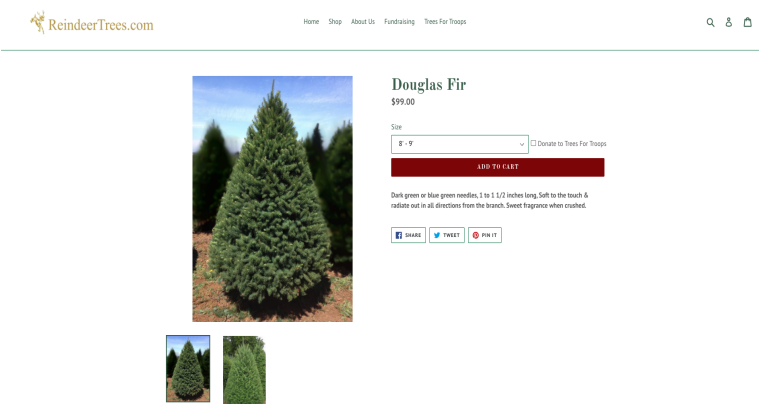 ReindeerTrees.com
Home Shop About Us Fundraising Trees For Troops
Douglas Fir
$99.00
Size
8' - 9'
Donate to Trees For Troops
ADD TO CART
Dark green or blue green needles, 1 to 1 1/2 inches long, Soft to the touch &
radiate out in all directions from the branch. Sweet fragrance when crushed.
SHARE TWEET PIN IT